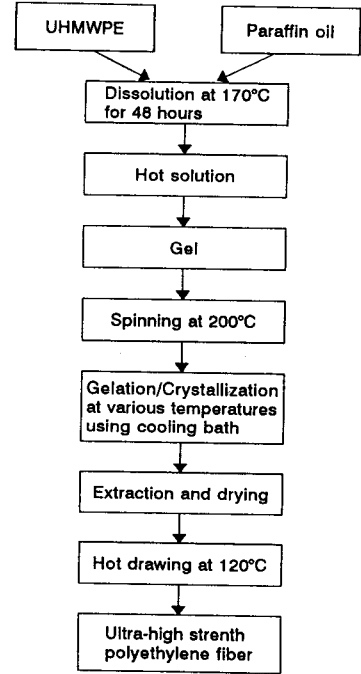 UHMWPE
Paraffin oil
Dissolution at 170°C
for 48 hours
Hot solution
Gel
Spinning at 200°C
Gelation/Crystallization
at various temperatures
using cooling bath
Extraction and drying
Hot drawing at 120°C
Ultra-high strenth
polyethylene fiber